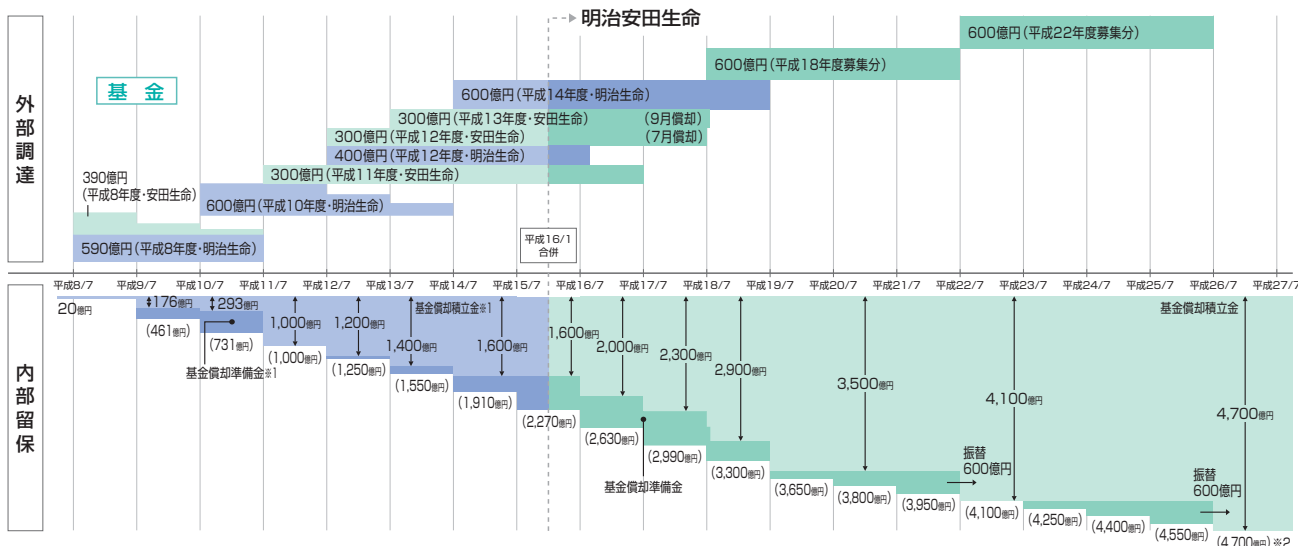 明治安田生命
外部調達
基金
600億円（平成22年度募集分）
600億円（平成18年度募集分）
600億円（平成14年度・明治生命）
300億円（平成13年度・安田生命）
（9月償却）
300億円（平成12年度・安田生命）
（7月償却）
400億円（平成12年度・明治生命）
300億円（平成11年度・安田生命）
390億円
（平成8年度・安田生命）
600億円（平成10年度・明治生命）
590億円（平成8年度・明治生命）
平成16/1
合併
平成8/7 平成9/7 平成10/7 平成11/7 平成12/7 平成13/7 平成14/7 平成15/7 平成16/7 平成17/7 平成18/7 平成19/7 平成20/7 平成21/7 平成22/7 平成23/7 平成24/7 平成25/7 平成26/7 平成27/7
内部留保
20億円
176億円
293億円
1,000億円
1,200億円
1,400億円
基金償却積立金※1
1,600億円
1,600億円
2,000億円
2,300億円
2,900億円
3,500億円
4,100億円
基金償却積立金
4,700億円
（461億円）
（731億円）
基金償却準備金※1
（1,000億円）
（1,250億円）
（1,550億円）
（1,910億円）
（2,270億円）
（2,630億円）
（2,990億円）
基金償却準備金
（3,300億円）
（3,650億円）
（3,800億円）
（3,950億円）
振替
600億円
（4,100億円）
（4,250億円）
（4,400億円）
（4,550億円）
振替
600億円
（4,700億円）※2